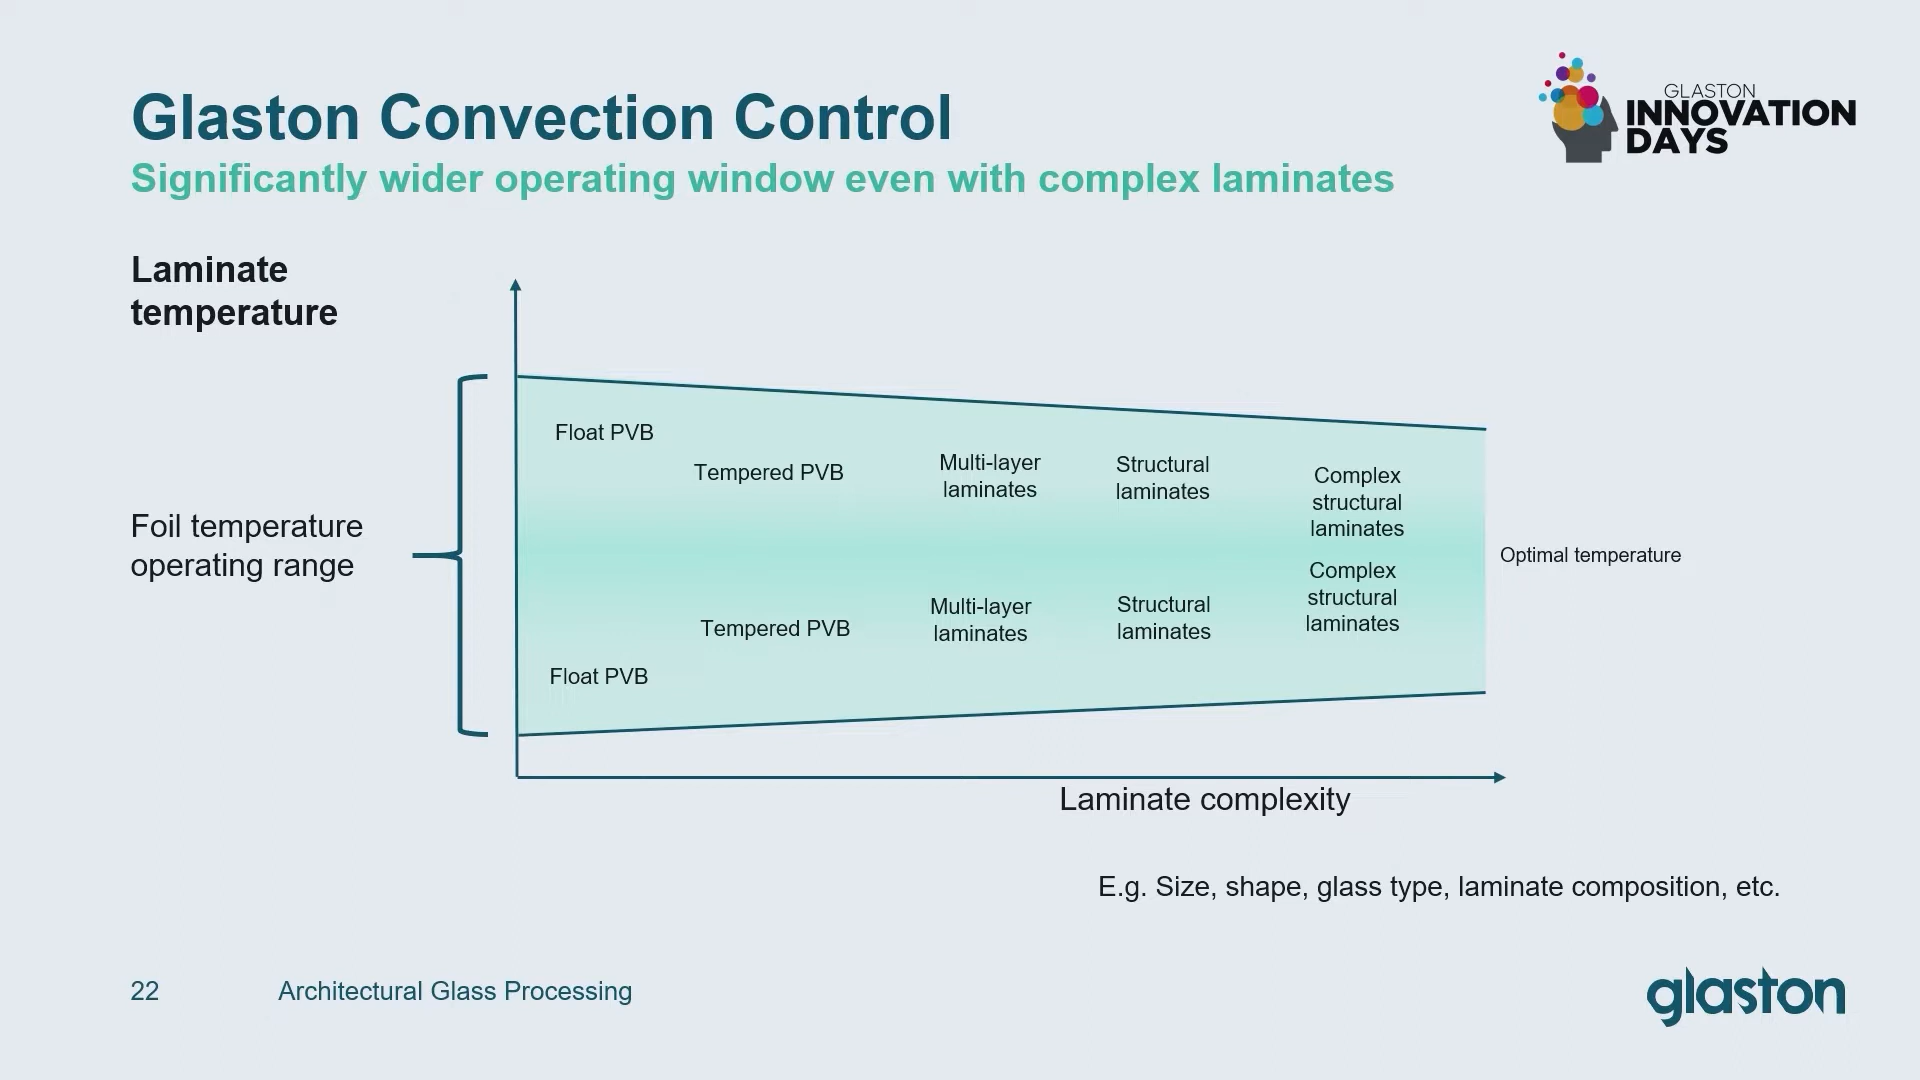 Glaston Convection Control
Significantly wider operating window even with complex laminates
GLASTON
INNOVATION
DAYS
Laminate
temperature
Foil temperature
operating range
Float PVB
Tempered PVB
Multi-layer
laminates
Structural
laminates
Complex
structural
laminates
Optimal temperature
Float PVB
Tempered PVB
Multi-layer
laminates
Structural
laminates
Complex
structural
laminates
Laminate complexity
E.g. Size, shape, glass type, laminate composition, etc.
22
Architectural Glass Processing
glaston